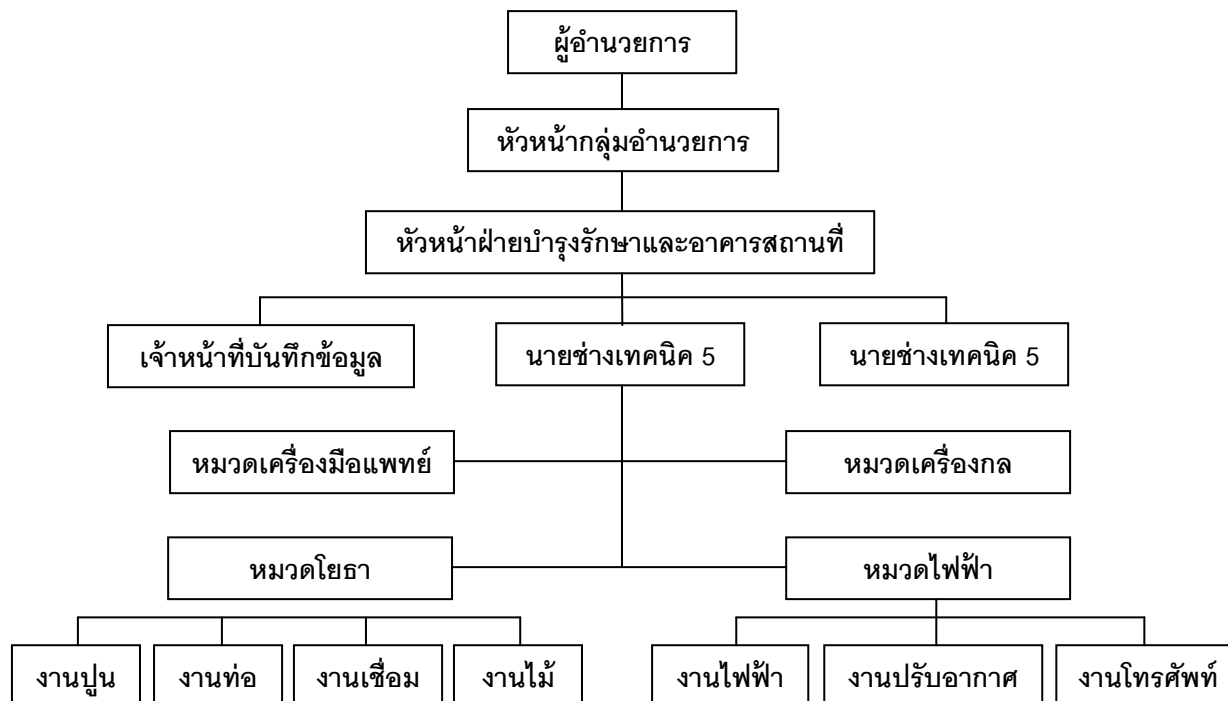 ผู้อำนวยการ
หัวหน้ากลุ่มอำนวยการ
หัวหน้าฝ่ายบำรุงรักษาและอาคารสถานที่
เจ้าหน้าที่บันทึกข้อมูล
นายช่างเทคนิค 5
นายช่างเทคนิค 5
หมวดเครื่องมือแพทย์
หมวดเครื่องกล
หมวดโยธา
หมวดไฟฟ้า
งานปูน
งานท่อ
งานเชื่อม
งานไม้
งานไฟฟ้า
งานปรับอากาศ
งานโทรศัพท์